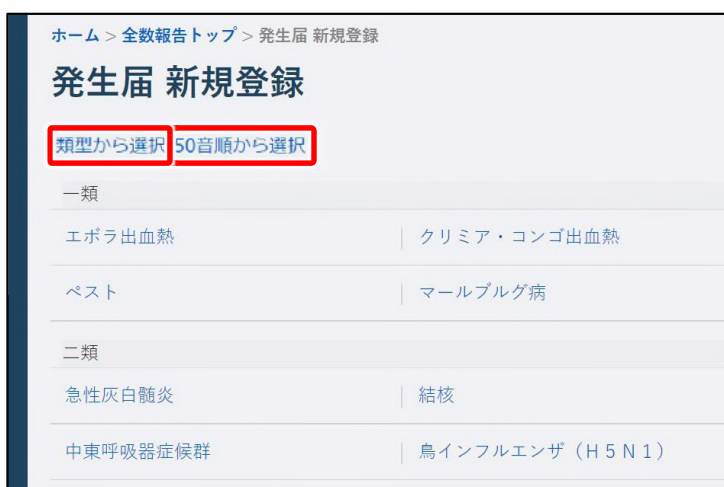 ホーム > 全数報告トップ > 発生届 新規登録
発生届 新規登録
類型から選択 50音順から選択
一類
エボラ出血熱 クリミア・コンゴ出血熱
ペスト マールブルグ病
二類
急性灰白髄炎 結核
中東呼吸器症候群 鳥インフルエンザ（Ｈ５Ｎ１）